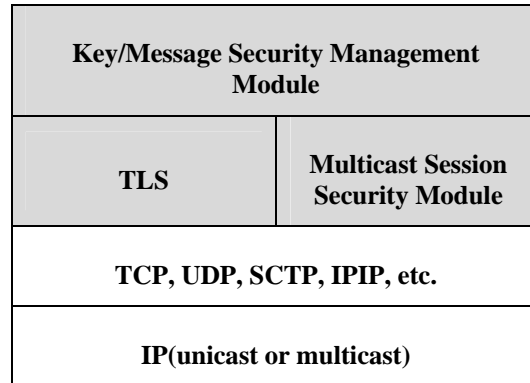 Key/Message Security Management
Module
TLS
Multicast Session
Security Module
TCP, UDP, SCTP, IPIP, etc.
IP(unicast or multicast)